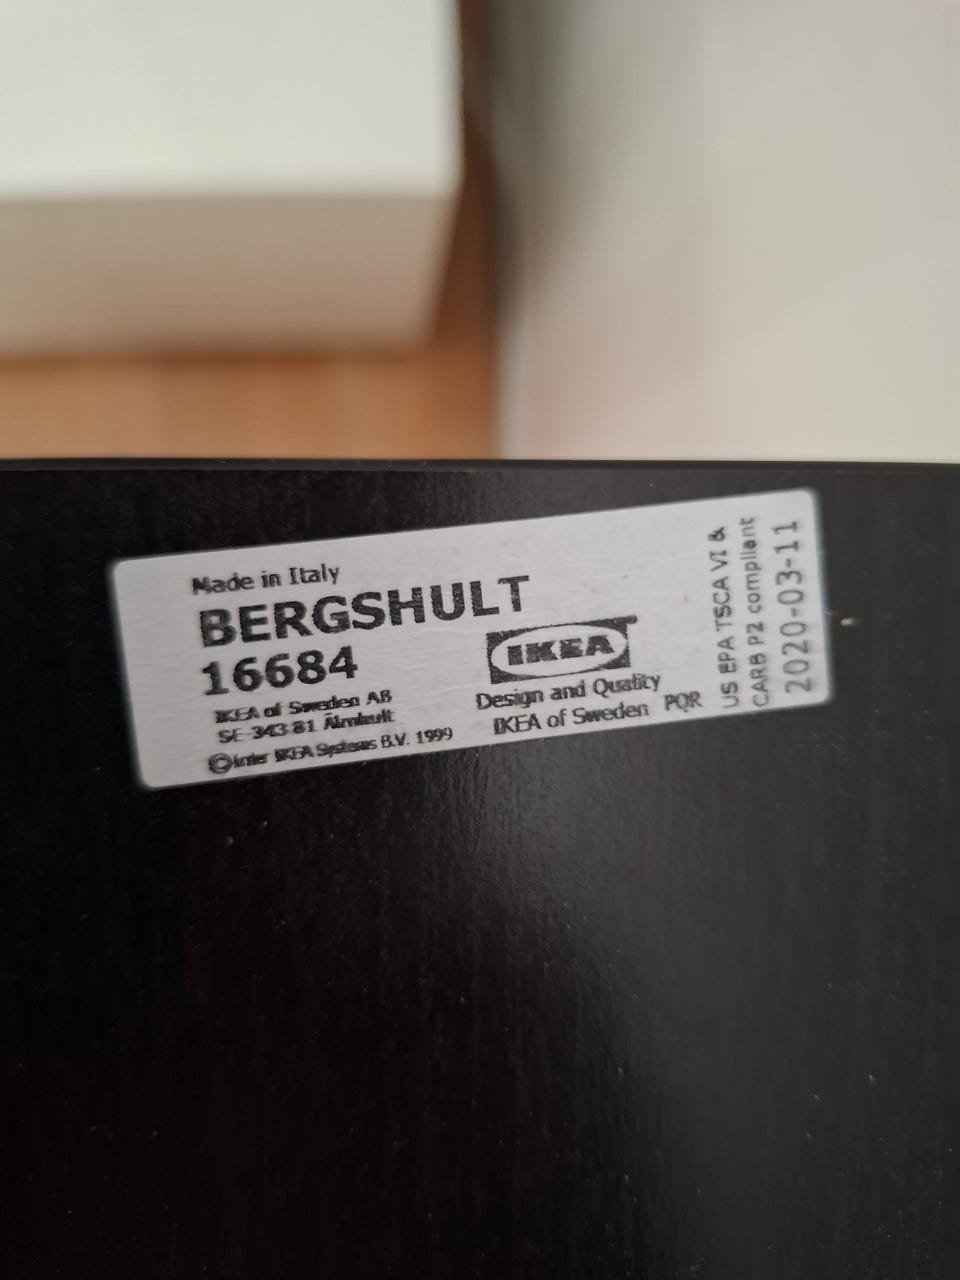 Made in Italy
BERGSHULT
16684
IKEA of Sweden AB
SE-343 81 Älmhult
©Inter IKEA Systems B.V. 1999
IKEA
Design and Quality
IKEA of Sweden
PQR
US EPA TSCA VI &
CARB P2 compliant
2020-03-11